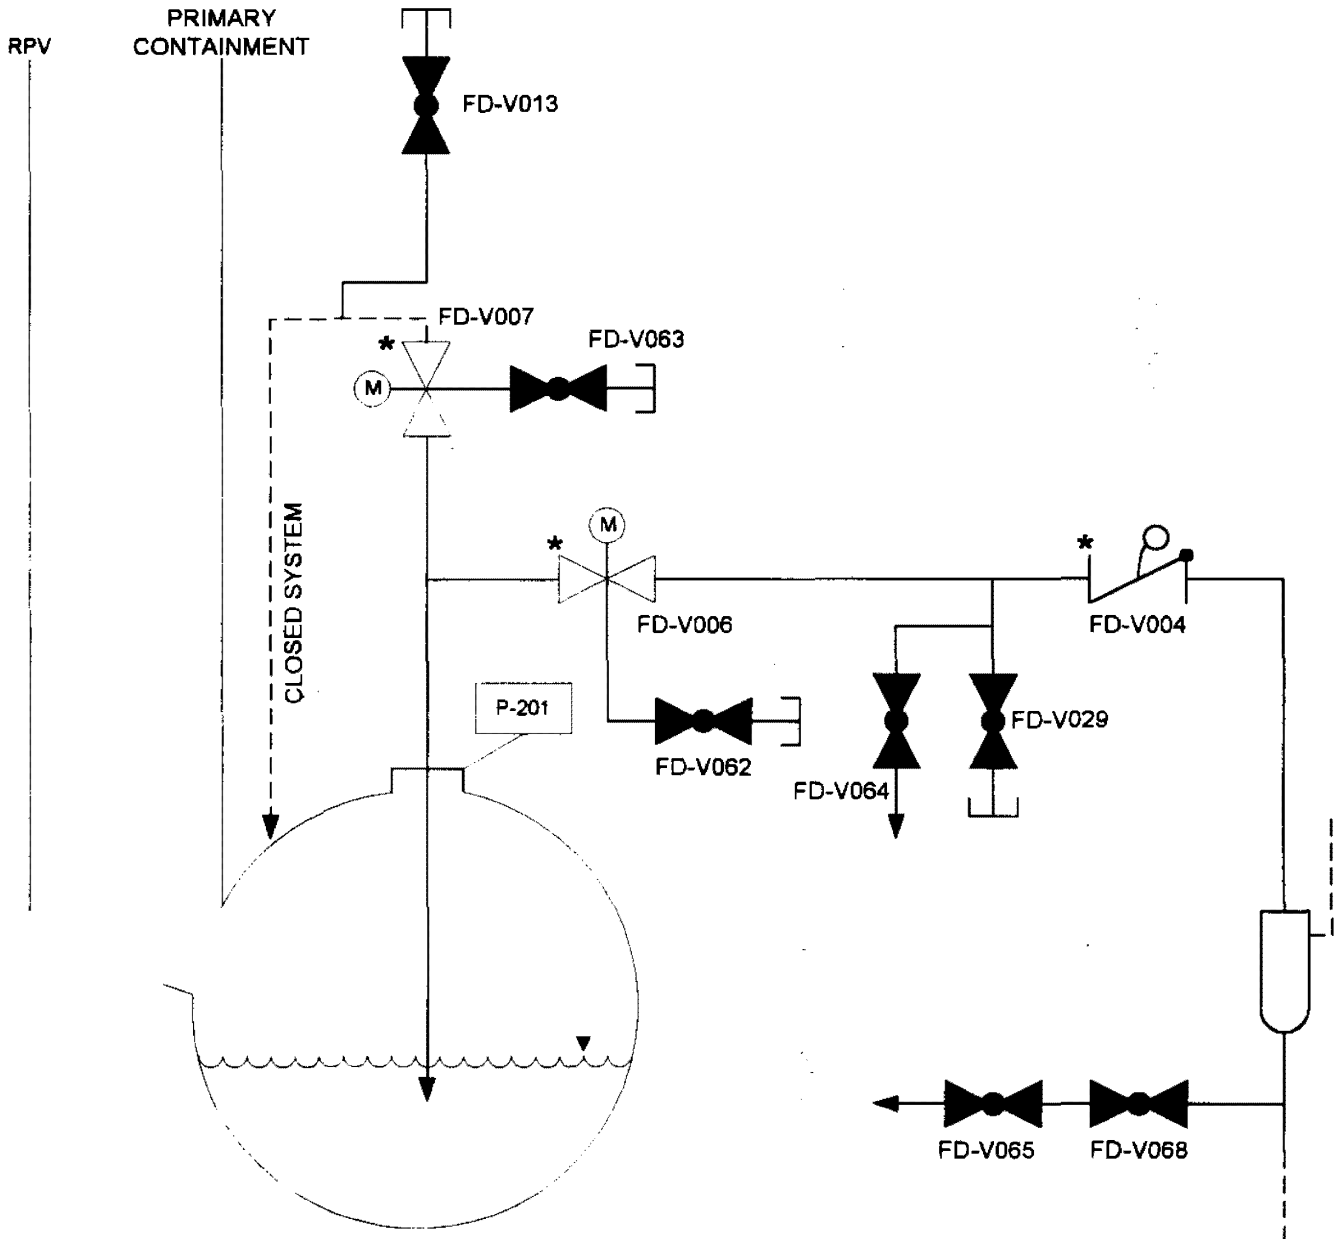 PRIMARY
RPV
CONTAINMENT
FD-V013
FD-V007
*
FD-V063
M
CLOSED SYSTEM
M
*
*
FD-V006
FD-V004
P-201
FD-V029
FD-V062
FD-V064
FD-V065
FD-V068